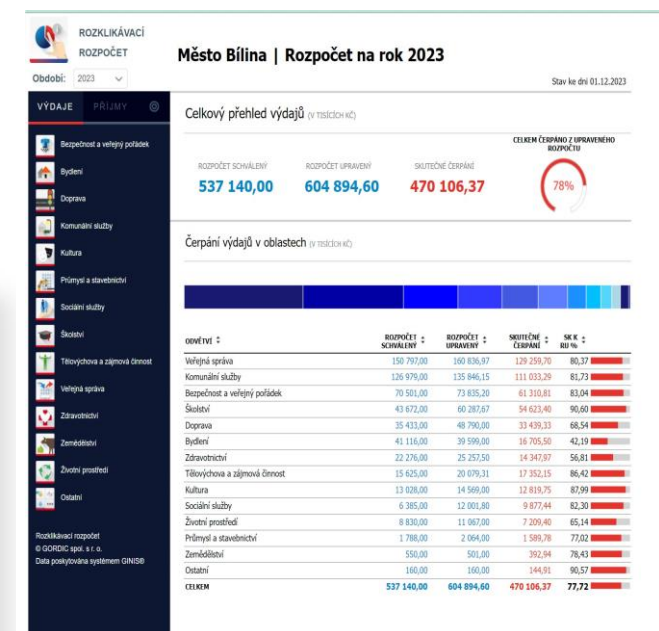 ROZKLIKÁVACÍ
ROZPOČET
Město Bílina | Rozpočet na rok 2023
Období: 2023
Stav ke dni 01.12.2023
VÝDAJE PŘÍJMY
Bezpečnost a veřejný pořádek
Bydlení
Doprava
Komunální služby
Kultura
Průmysl a stavebnictví
Sociální služby
Školství
Tělovýchova a zájmová činnost
Veřejná správa
Zdravotnictví
Zemědělství
Životní prostředí
Ostatní
Rozklikávací rozpočet
© GORDIC spol. s r. o.
Data poskytována systémem GINIS®
Celkový přehled výdajů (V TISÍCÍCH KČ)
CELKEM ČERPÁNO Z UPRAVENÉHO
ROZPOČTU
ROZPOČET SCHVÁLENÝ ROZPOČET UPRAVENÝ SKUTEČNÉ ČERPÁNÍ
537 140,00 604 894,60 470 106,37 78%
Čerpání výdajů v oblastech (V TISÍCÍCH KČ)
ODVĚTVÍ ROZPOČET SCHVÁLENÝ ROZPOČET UPRAVENÝ SKUTEČNÉ ČERPÁNÍ SK K RU %
Veřejná správa 150 797,00 160 836,97 129 259,70 80,37
Komunální služby 126 979,00 135 846,15 111 033,29 81,73
Bezpečnost a veřejný pořádek 70 501,00 73 835,20 61 310,81 83,04
Školství 43 672,00 60 287,67 54 623,40 90,60
Doprava 35 433,00 48 790,00 33 439,33 68,54
Bydlení 41 116,00 39 599,00 16 705,50 42,19
Zdravotnictví 22 276,00 25 257,50 14 347,97 56,81
Tělovýchova a zájmová činnost 15 625,00 20 079,31 17 352,15 86,42
Kultura 13 028,00 14 569,00 12 819,75 87,99
Sociální služby 6 385,00 12 001,80 9 877,44 82,30
Životní prostředí 8 830,00 11 067,00 7 209,40 65,14
Průmysl a stavebnictví 1 788,00 2 064,00 1 589,78 77,02
Zemědělství 550,00 501,00 392,94 78,43
Ostatní 160,00 160,00 144,91 90,57
CELKEM 537 140,00 604 894,60 470 106,37 77,72